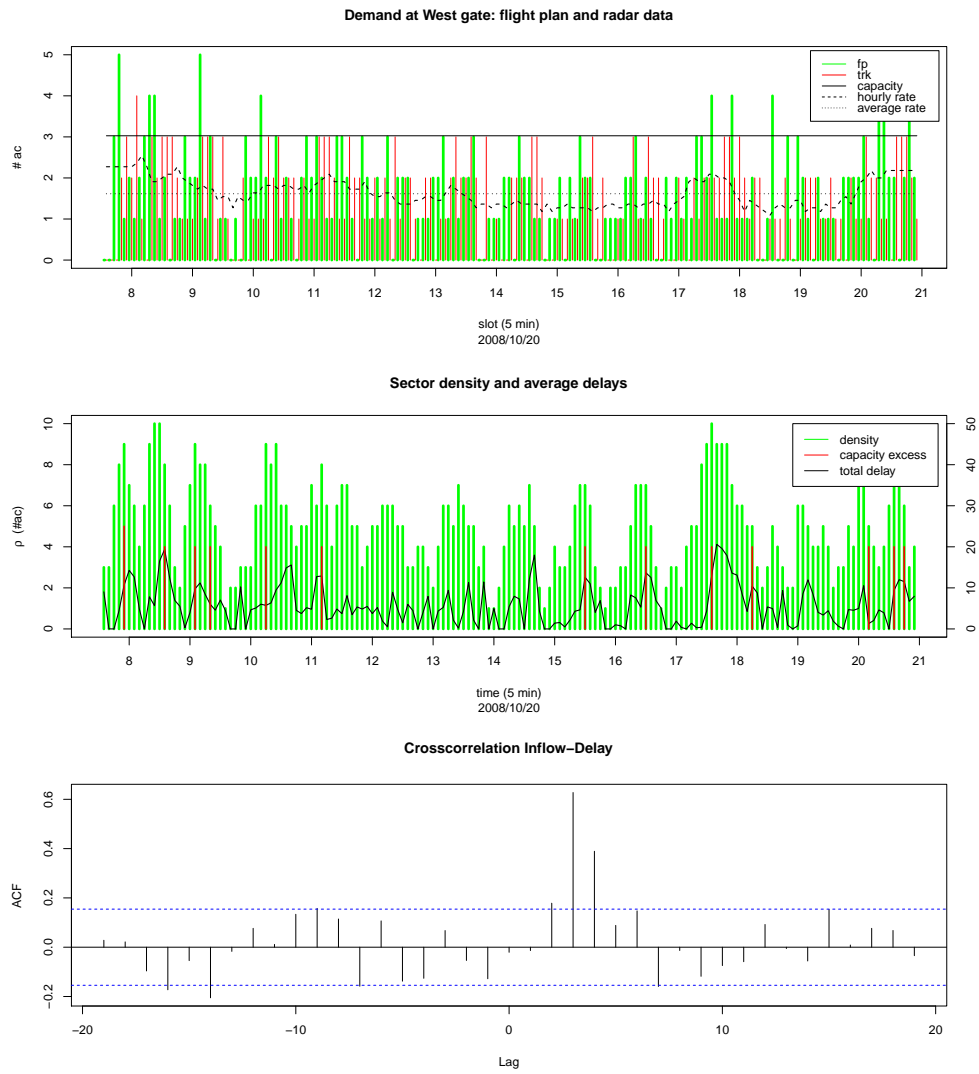 Demand at West gate: flight plan and radar data
# ac
5
4
3
2
1
0
fp
trk
capacity
hourly rate
average rate
8 9 10 11 12 13 14 15 16 17 18 19 20 21
slot (5 min)
2008/10/20
Sector density and average delays
ρ (#ac)
10
8
6
4
2
0
density
capacity excess
total delay
50
40
30
20
10
0
8 9 10 11 12 13 14 15 16 17 18 19 20 21
time (5 min)
2008/10/20
Crosscorrelation Inflow−Delay
ACF
0.6
0.4
0.2
0.0
−0.2
−20 −10 0 10 20
Lag